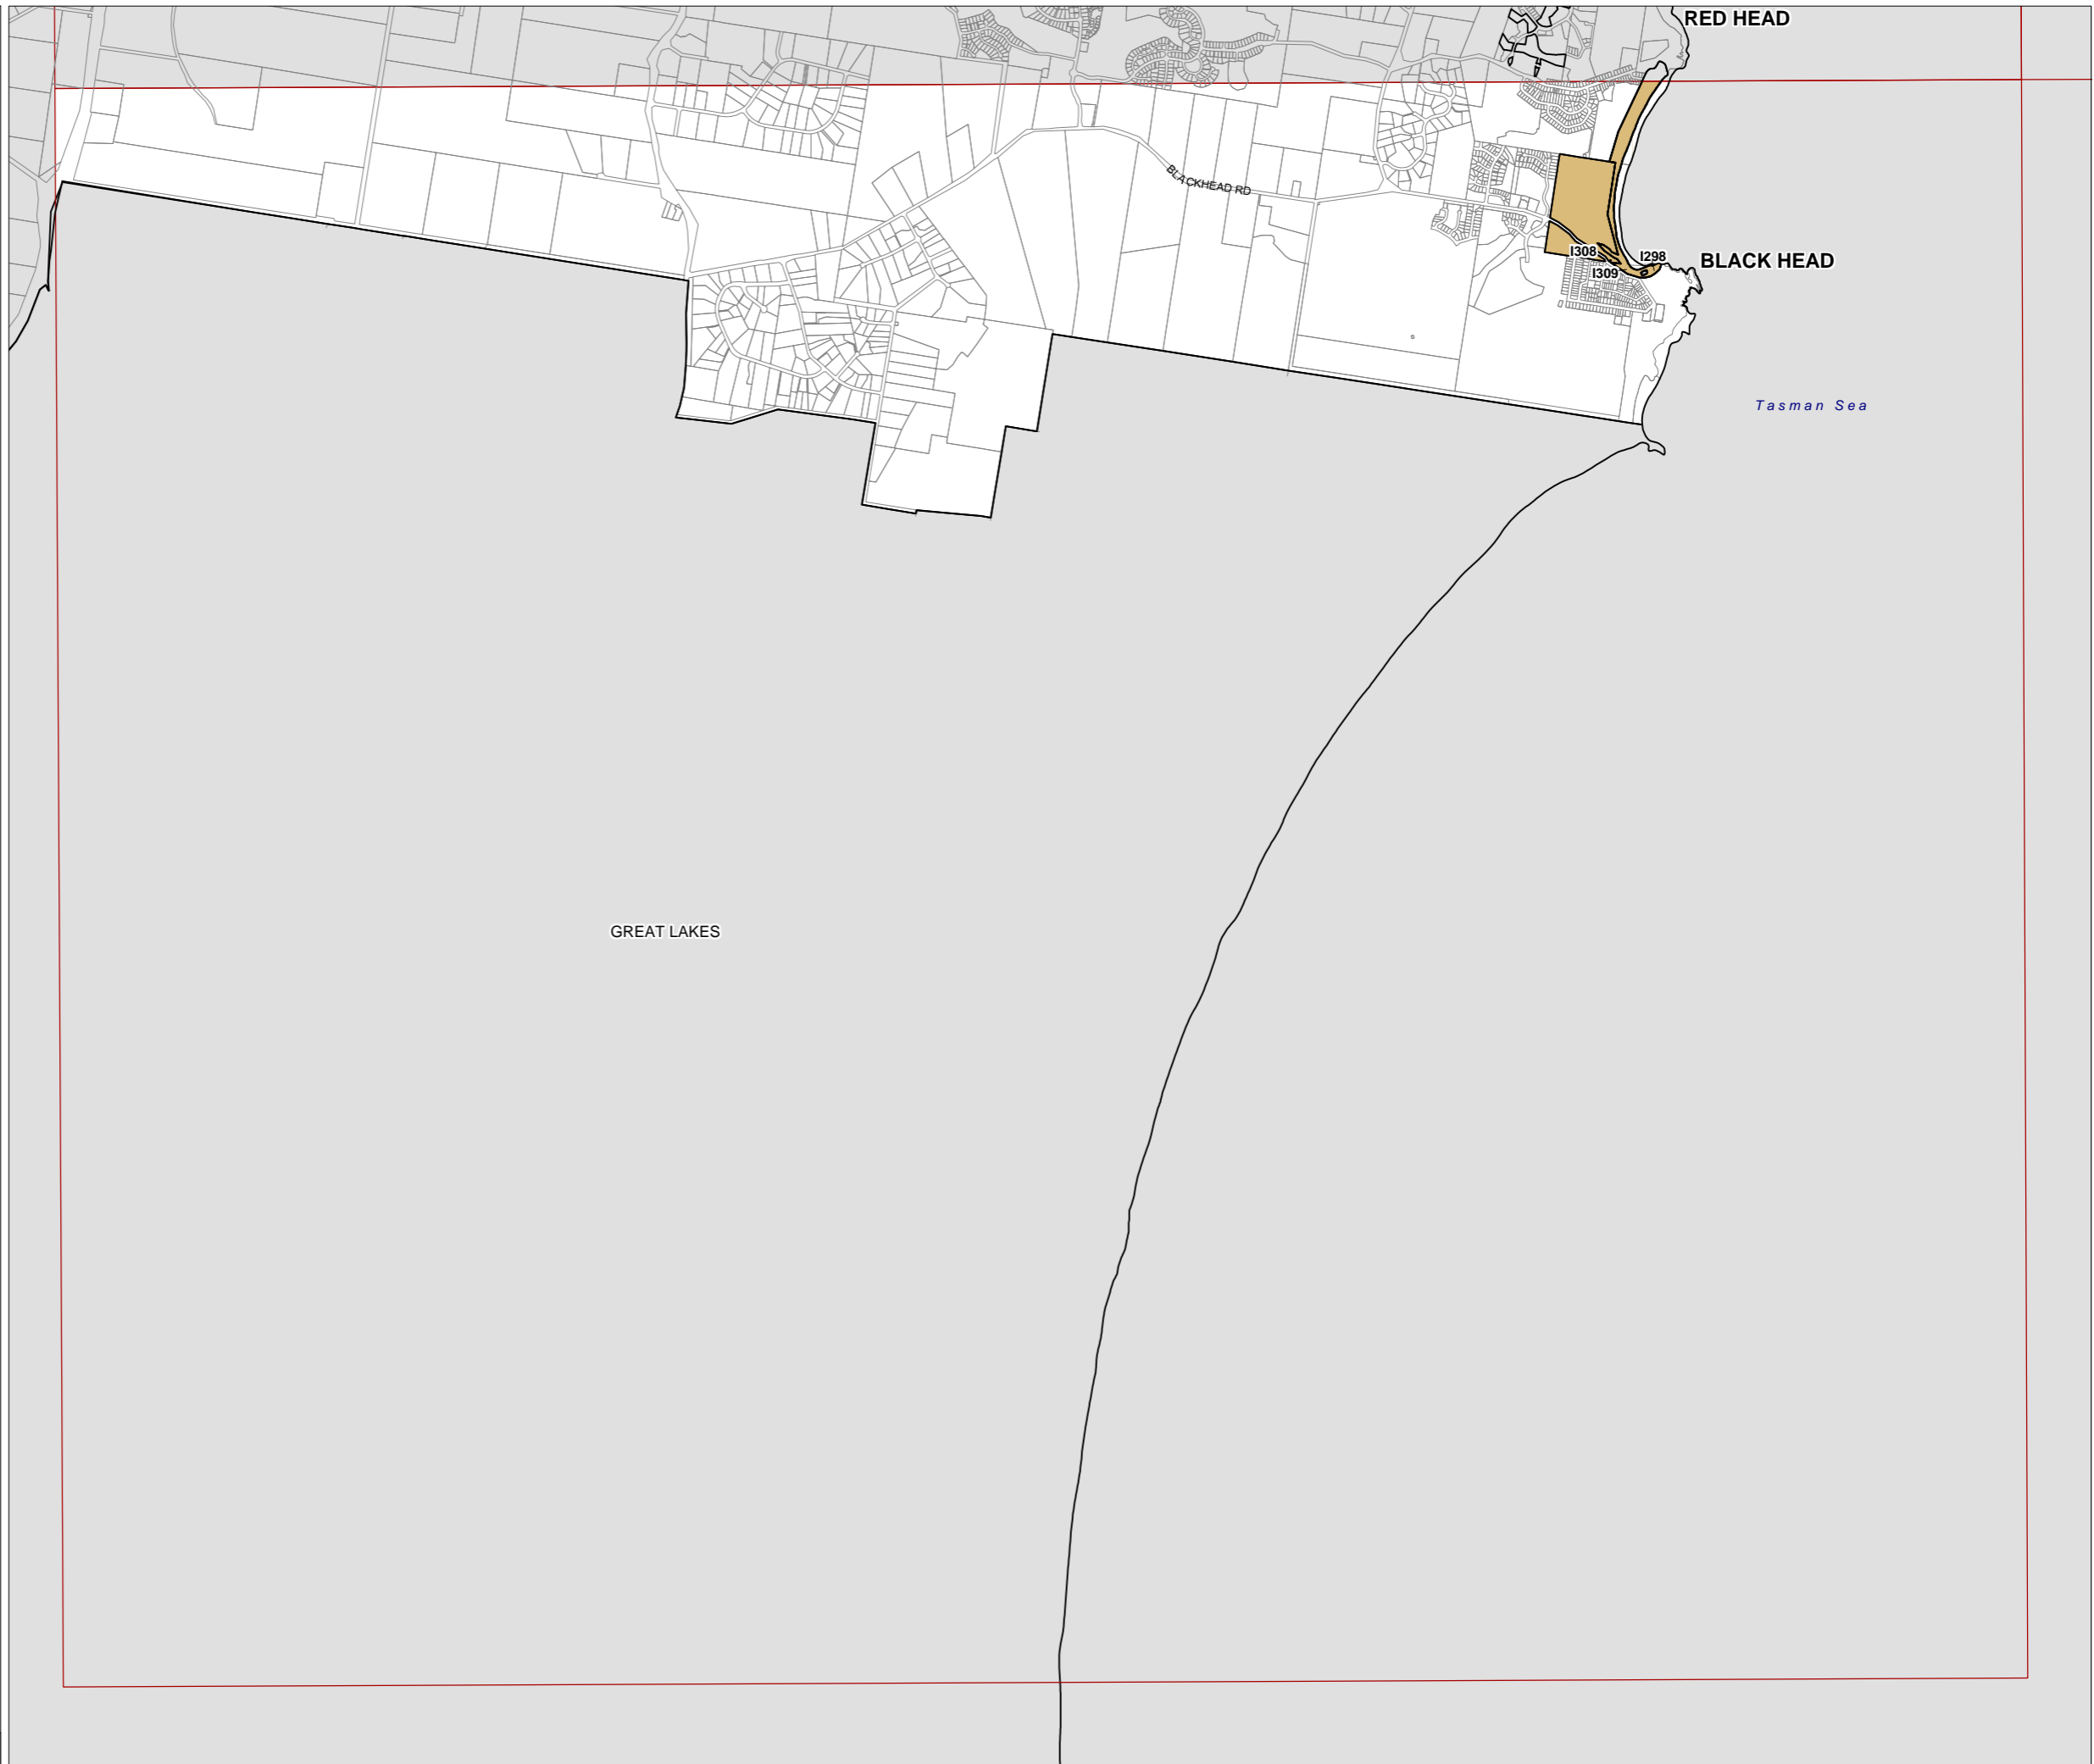 RED HEAD
BLACKHEAD RD
I308
I298
BLACK HEAD
I309
Tasman Sea
GREAT LAKES